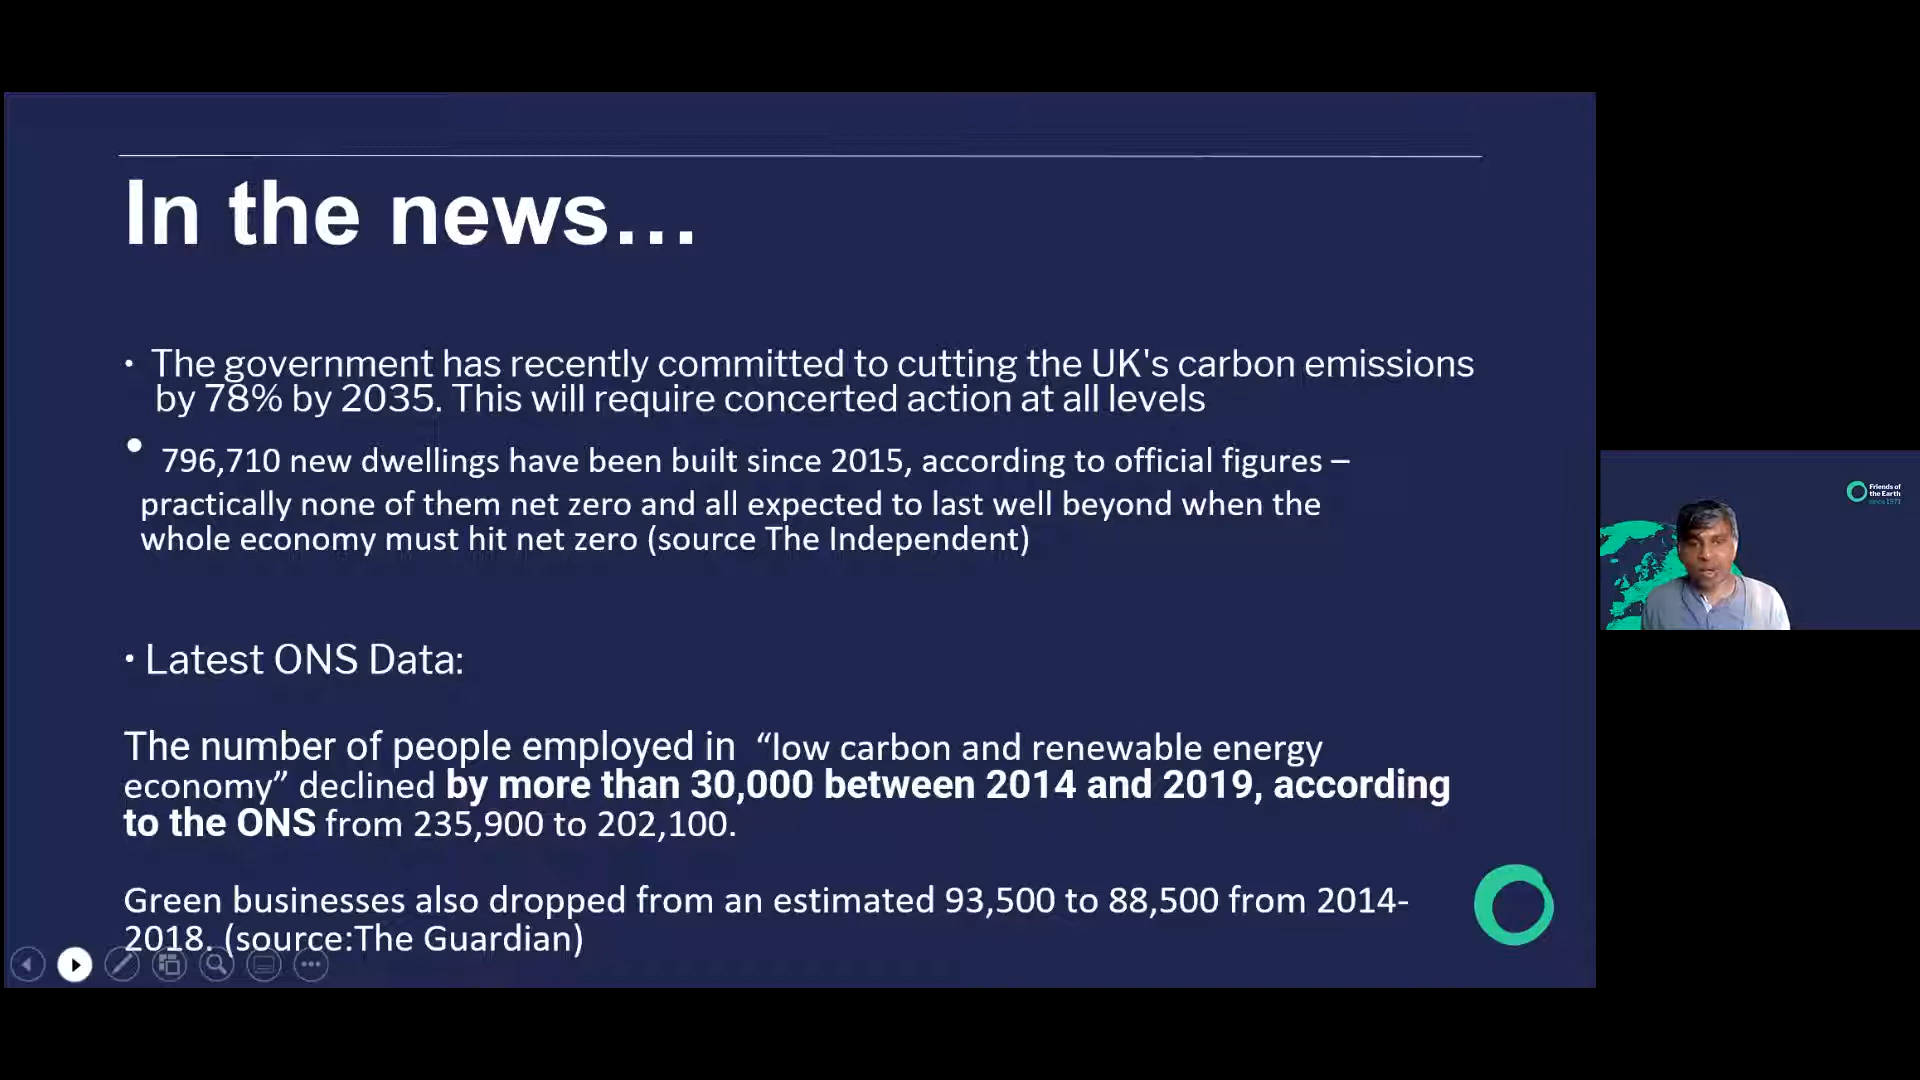 In the news...
• The government has recently committed to cutting the UK's carbon emissions
by 78% by 2035. This will require concerted action at all levels
• 796,710 new dwellings have been built since 2015, according to official figures –
practically none of them net zero and all expected to last well beyond when the
whole economy must hit net zero (source The Independent)
• Latest ONS Data:
The number of people employed in “low carbon and renewable energy
economy” declined by more than 30,000 between 2014 and 2019, according
to the ONS from 235,900 to 202,100.
Green businesses also dropped from an estimated 93,500 to 88,500 from 2014-
2018. (source:The Guardian)
Friends of
the Earth
since 1971